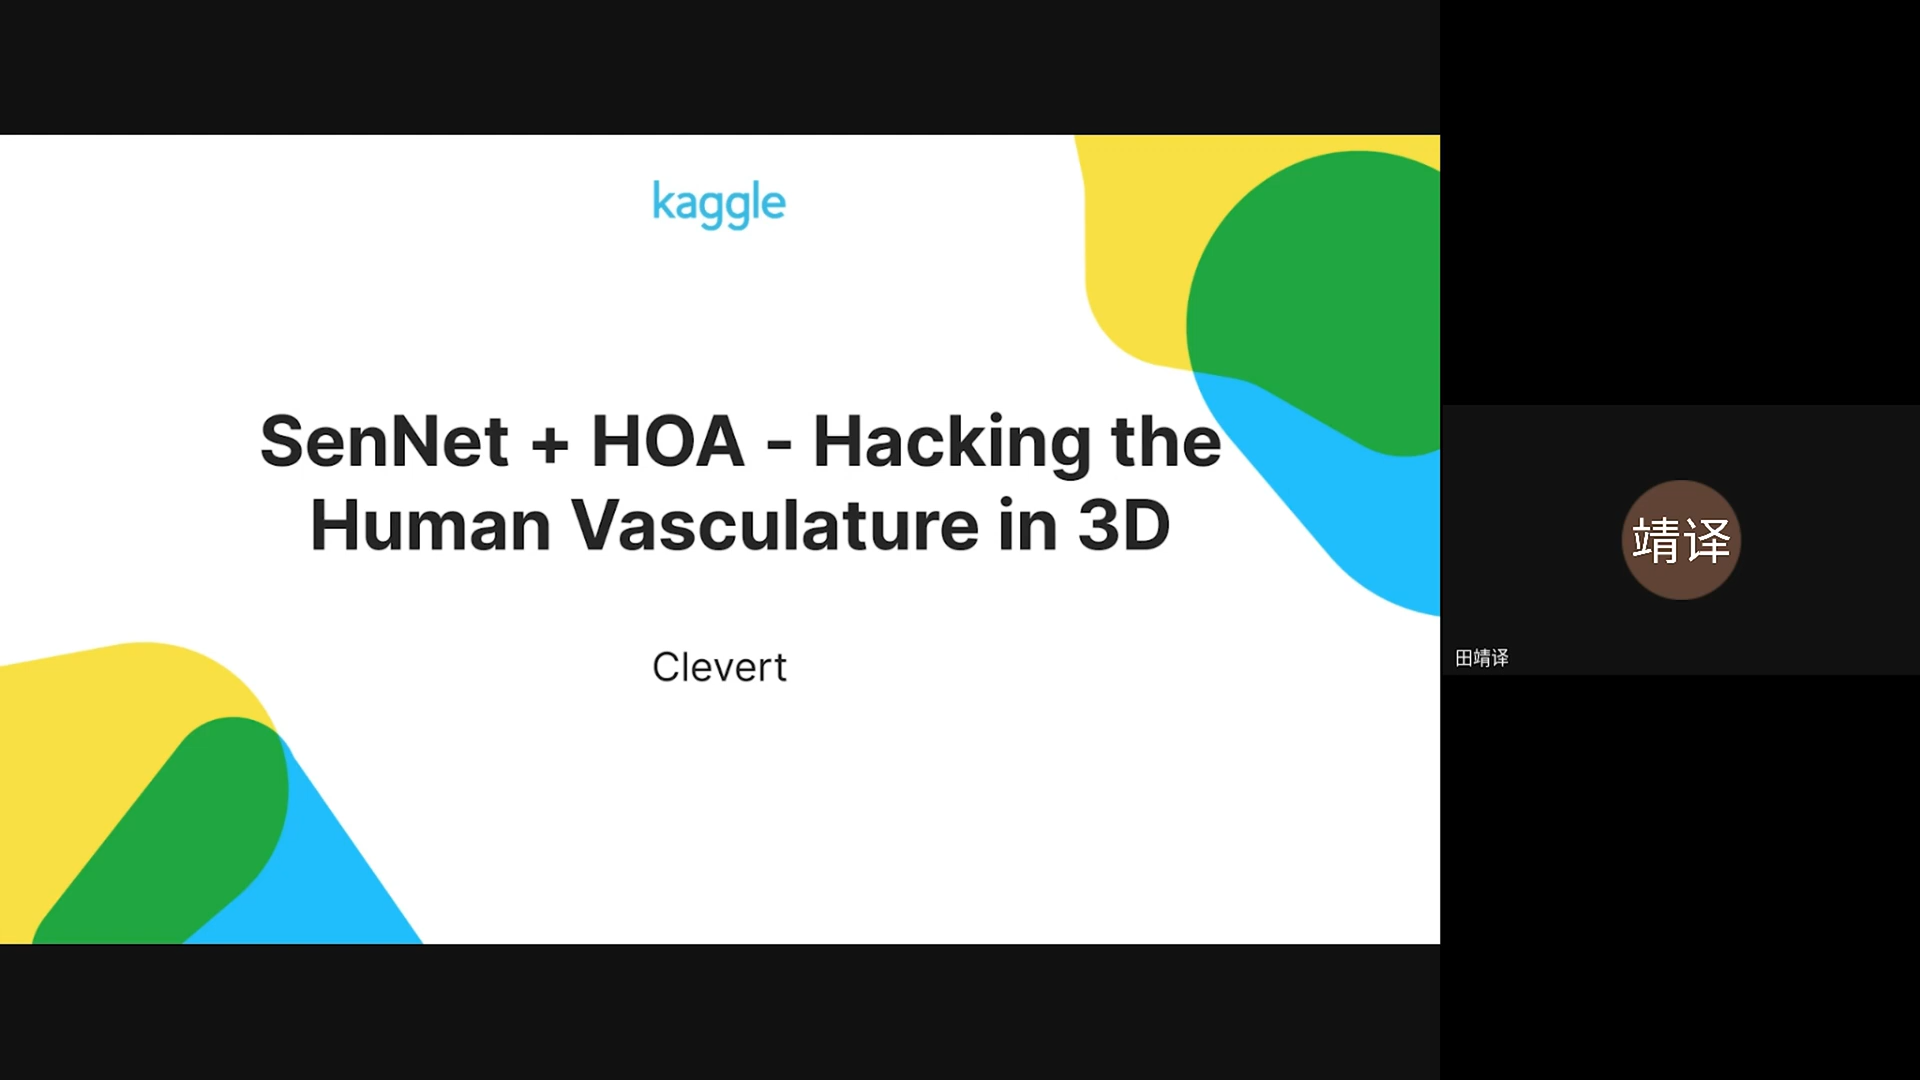 kaggle
SenNet + HOA - Hacking the
Human Vasculature in 3D
Clevert
靖译
田靖译